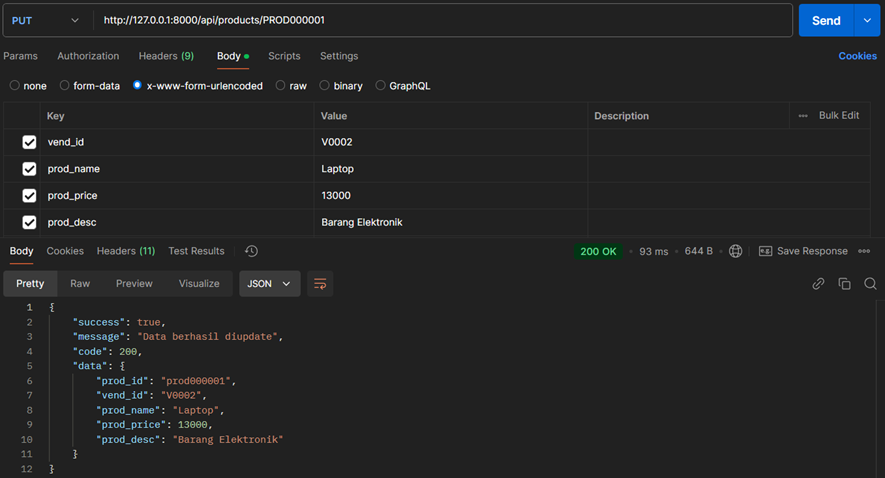 PUT http://127.0.0.1:8000/api/products/PROD000001 Send
Params Authorization Headers (9) Body Scripts Settings Cookies
none form-data x-www-form-urlencoded raw binary GraphQL
Key Value Description Bulk Edit
vend_id V0002
prod_name Laptop
prod_price 13000
prod_desc Barang Elektronik
Body Cookies Headers (11) Test Results 200 OK 93 ms 644 B e.g. Save Response
Pretty Raw Preview Visualize JSON
1 {
2 "success": true,
3 "message": "Data berhasil diupdate",
4 "code": 200,
5 "data": {
6 "prod_id": "prod000001",
7 "vend_id": "V0002",
8 "prod_name": "Laptop",
9 "prod_price": 13000,
10 "prod_desc": "Barang Elektronik"
11 }
12 }